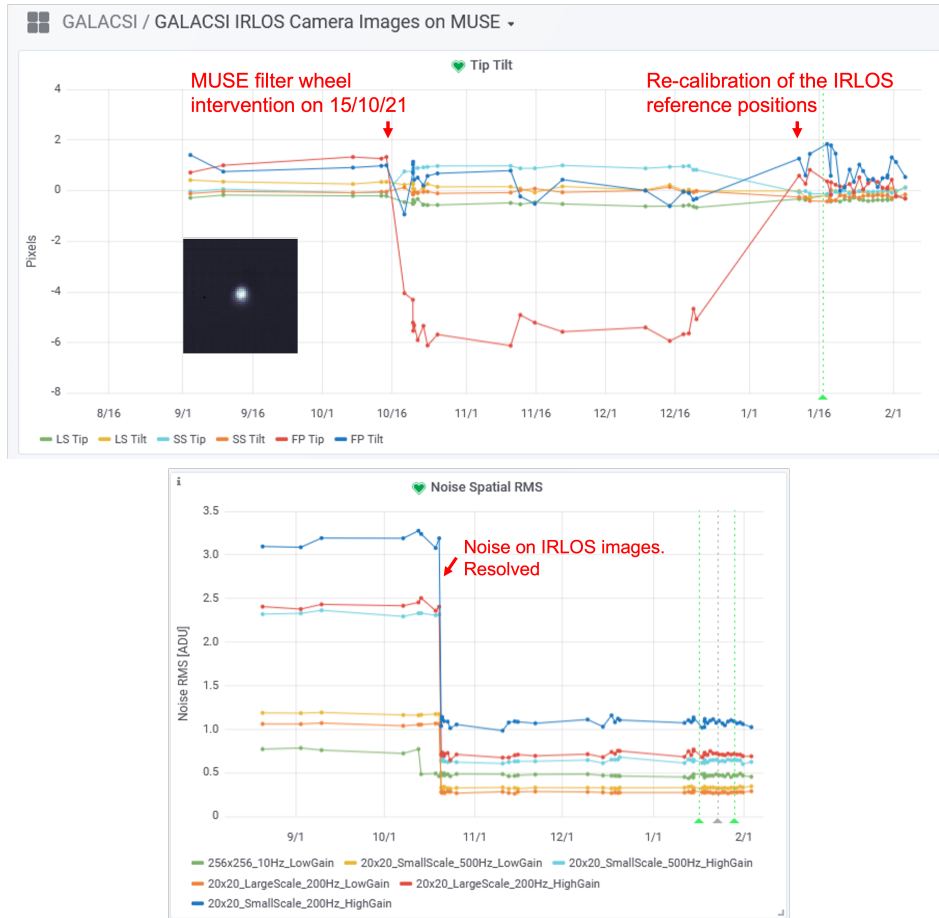 GALACSI / GALACSI IRLOS Camera Images on MUSE
Tip Tilt
MUSE filter wheel
intervention on 15/10/21
Re-calibration of the IRLOS
reference positions
Pixels
4
2
0
-2
-4
-6
-8
8/16 9/1 9/16 10/1 10/16 11/1 11/16 12/1 12/16 1/1 1/16 2/1
LS Tip LS Tilt SS Tip SS Tilt FP Tip FP Tilt
i
Noise Spatial RMS
Noise on IRLOS images.
Resolved
Noise RMS [ADU]
3.5
3.0
2.5
2.0
1.5
1.0
0.5
0
9/1 10/1 11/1 12/1 1/1 2/1
256x256_10Hz_LowGain 20x20_SmallScale_500Hz_LowGain 20x20_SmallScale_500Hz_HighGain
20x20_LargeScale_200Hz_LowGain 20x20_LargeScale_200Hz_HighGain
20x20_SmallScale_200Hz_HighGain